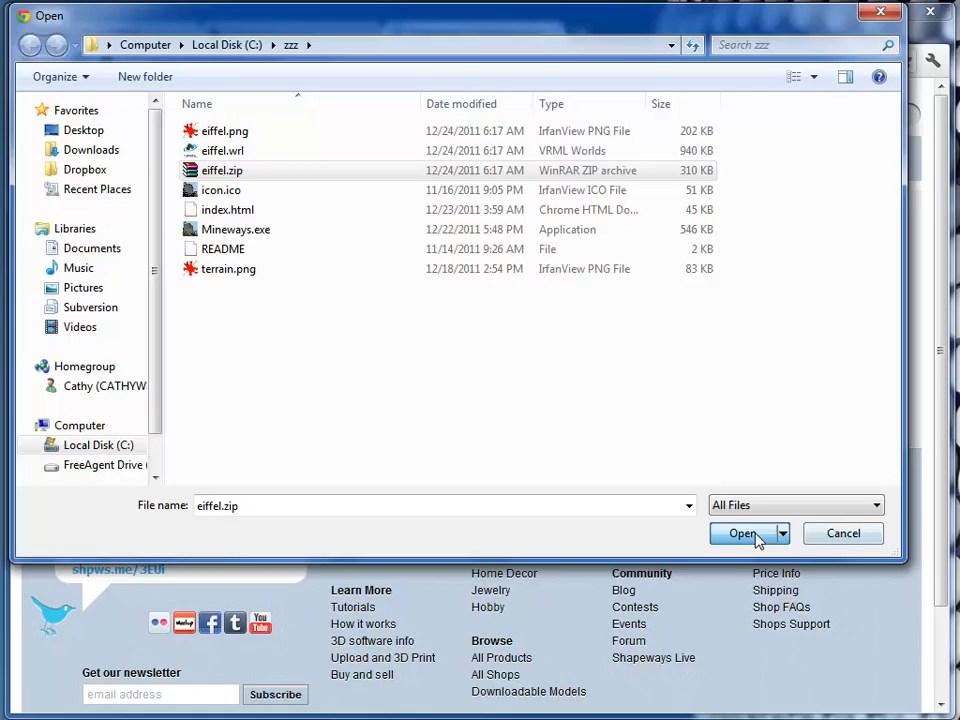 Open
Computer Local Disk (C:) zzz Search zzz
Organize New folder
Name Date modified Type Size
Favorites
Desktop
Downloads
Dropbox
Recent Places
Libraries
Documents
Music
Pictures
Subversion
Videos
Homegroup
Cathy (CATHYW
Computer
Local Disk (C:)
FreeAgent Drive (
eiffel.png 12/24/2011 6:17 AM IrfanView PNG File 202 KB
eiffel.wrl 12/24/2011 6:17 AM VRML Worlds 940 KB
eiffel.zip 12/24/2011 6:17 AM WinRAR ZIP archive 310 KB
icon.ico 11/16/2011 9:05 PM IrfanView ICO File 51 KB
index.html 12/23/2011 3:59 AM Chrome HTML Do... 45 KB
Mineways.exe 12/22/2011 5:48 PM Application 546 KB
README 11/14/2011 9:26 AM File 2 KB
terrain.png 12/18/2011 2:54 PM IrfanView PNG File 83 KB
File name: eiffel.zip All Files
Open Cancel
shpws.me/3EUi
Get our newsletter
email address Subscribe
Learn More
Tutorials
How it works
3D software info
Upload and 3D Print
Buy and sell
Home Decor
Jewelry
Hobby
Browse
All Products
All Shops
Downloadable Models
Community
Blog
Contests
Events
Forum
Shapeways Live
Price Info
Shipping
Shop FAQs
Shops Support